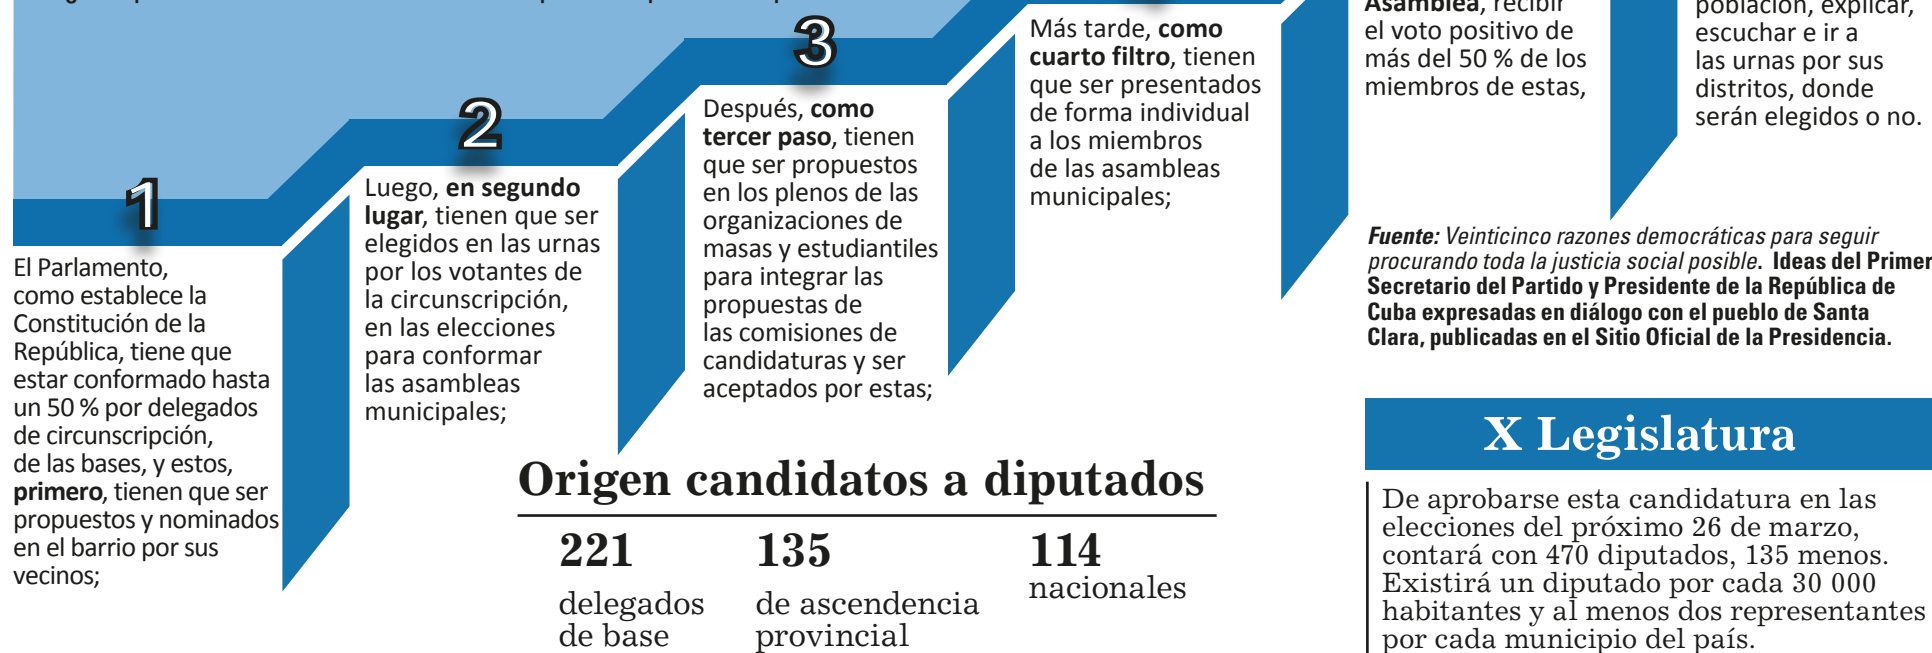 1
El Parlamento,
como establece la
Constitución de la
República, tiene que
estar conformado hasta
un 50 % por delegados
de circunscripción,
de las bases, y estos,
primero, tienen que ser
propuestos y nominados
en el barrio por sus
vecinos;
2
Luego, en segundo
lugar, tienen que ser
elegidos en las urnas
por los votantes de
la circunscripción,
en las elecciones
para conformar
las asambleas
municipales;
3
Después, como
tercer paso, tienen
que ser propuestos
en los plenos de las
organizaciones de
masas y estudiantiles
para integrar las
propuestas de
las comisiones de
candidaturas y ser
aceptados por estas;
Más tarde, como
cuarto filtro, tienen
que ser presentados
de forma individual
a los miembros
de las asambleas
municipales;
Asamblea, recibir
el voto positivo de
más del 50 % de los
miembros de estas,
población, explicar,
escuchar e ir a
las urnas por sus
distritos, donde
serán elegidos o no.
Fuente: Veinticinco razones democráticas para seguir
procurando toda la justicia social posible. Ideas del Primer
Secretario del Partido y Presidente de la República de
Cuba expresadas en diálogo con el pueblo de Santa
Clara, publicadas en el Sitio Oficial de la Presidencia.
Origen candidatos a diputados
221
delegados
de base
135
de ascendencia
provincial
114
nacionales
X Legislatura
De aprobarse esta candidatura en las
elecciones del próximo 26 de marzo,
contará con 470 diputados, 135 menos.
Existirá un diputado por cada 30 000
habitantes y al menos dos representantes
por cada municipio del país.